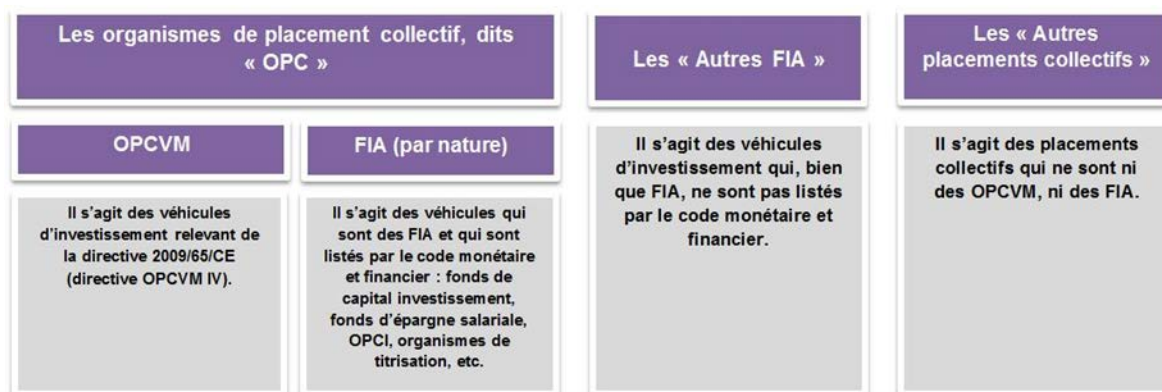 Les organismes de placement collectif, dits
« OPC »
OPCVM
Il s'agit des véhicules
d'investissement relevant de
la directive 2009/65/CE
(directive OPCVM IV).
FIA (par nature)
Il s'agit des véhicules qui
sont des FIA et qui sont
listés par le code monétaire
et financier : fonds de
capital investissement,
fonds d'épargne salariale,
OPCI, organismes de
titrisation, etc.
Les « Autres FIA »
Il s'agit des véhicules
d'investissement qui, bien
que FIA, ne sont pas listés
par le code monétaire et
financier.
Les « Autres
placements collectifs »
Il s'agit des placements
collectifs qui ne sont ni
des OPCVM, ni des FIA.